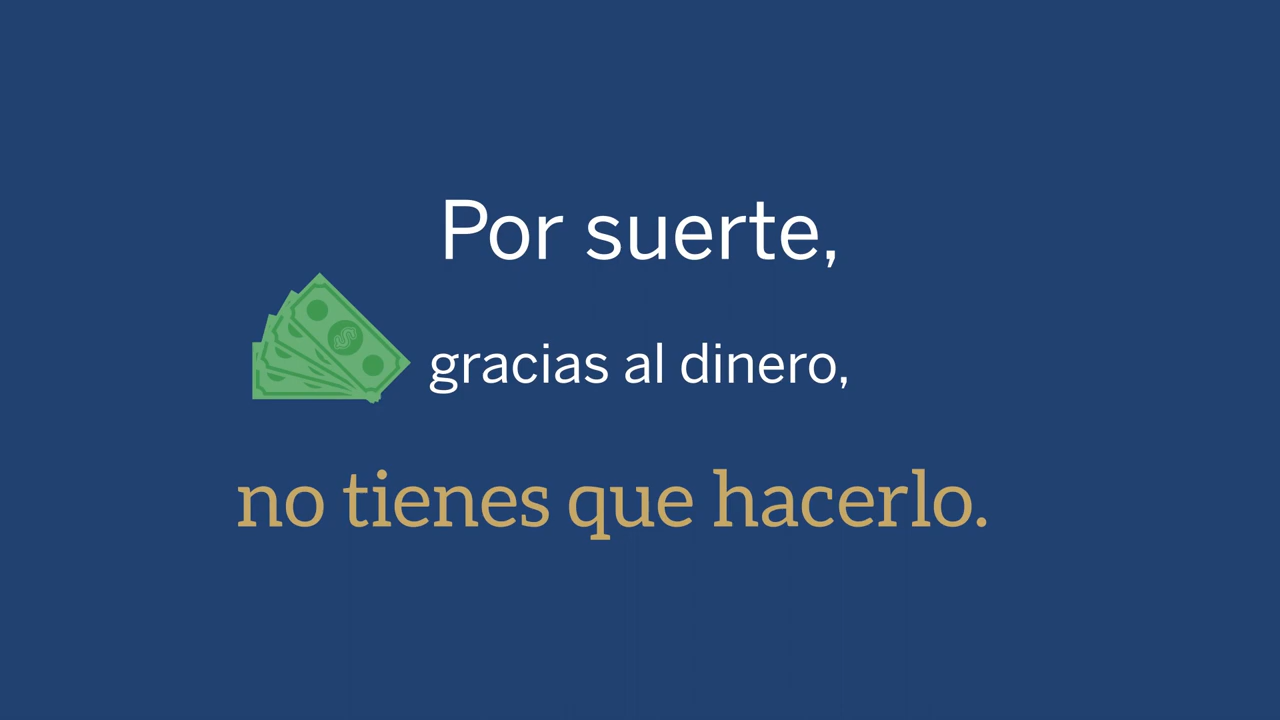 Por suerte,
gracias al dinero,
no tienes que hacerlo.